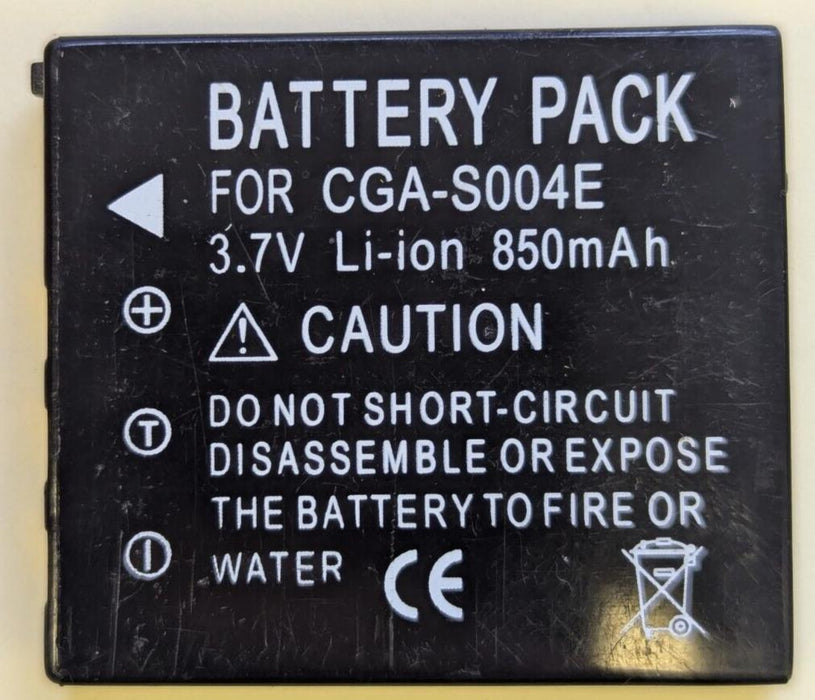 BATTERY PACK
FOR CGA-S004E
3.7V Li-ion 850mAh
CAUTION
DO NOT SHORT-CIRCUIT
DISASSEMBLE OR EXPOSE
THE BATTERY TO FIRE OR
WATER CE
+
T
-